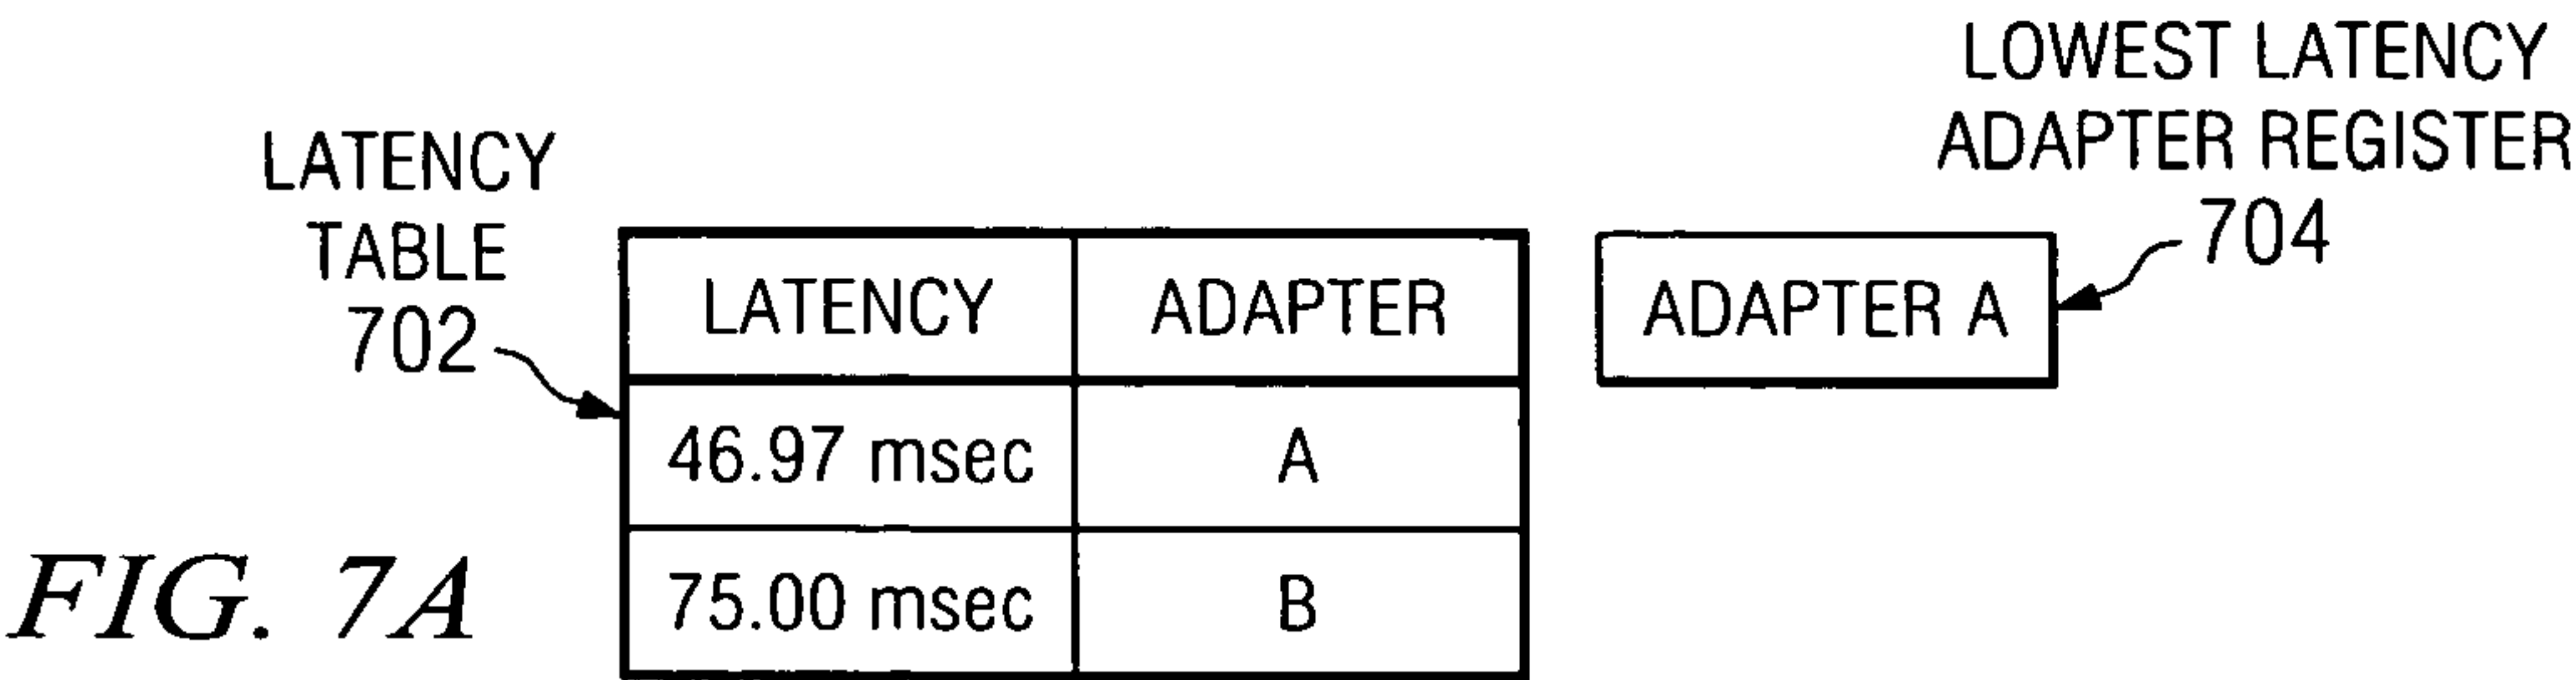 LOWEST LATENCY
ADAPTER REGISTER
704
LATENCY
TABLE
702
LATENCY ADAPTER
46.97 msec A
75.00 msec B
ADAPTER A
FIG. 7A